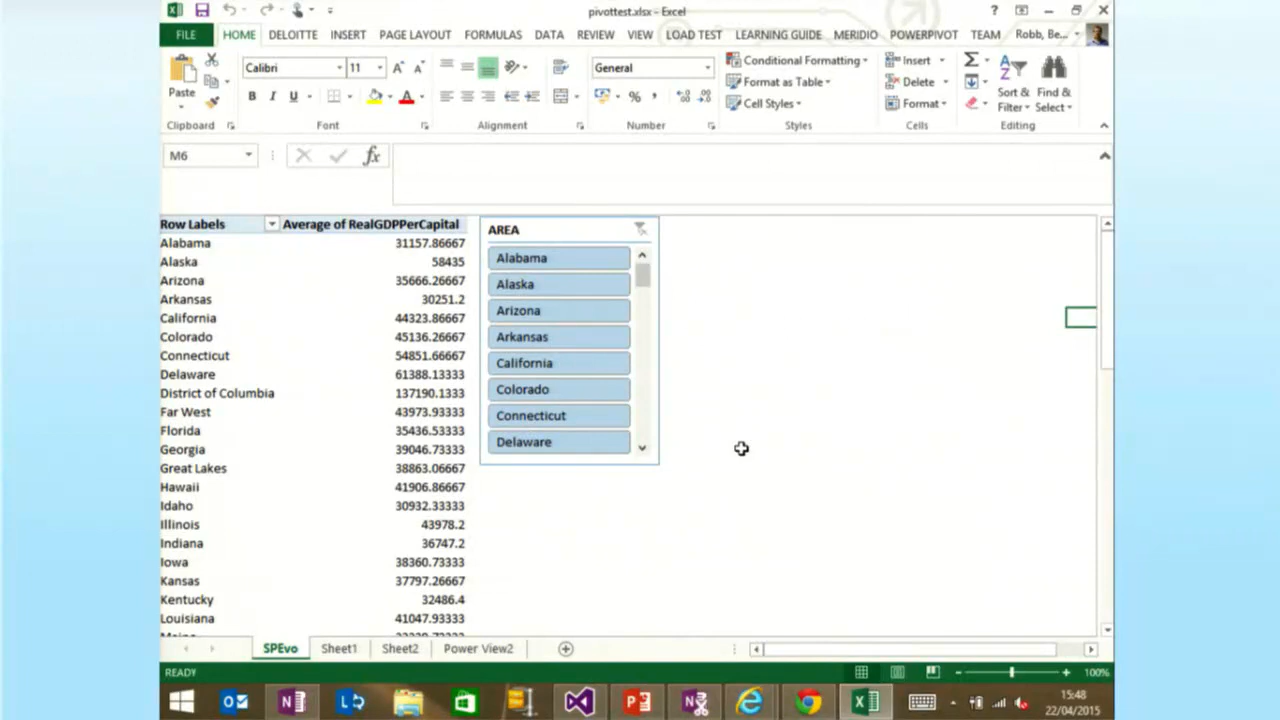 pivottest.xlsx - Excel
FILE HOME DELOITTE INSERT PAGE LAYOUT FORMULAS DATA REVIEW VIEW LOAD TEST LEARNING GUIDE MERIDIO POWERPIVOT TEAM Robb, Be...
Calibri 11 General Conditional Formatting Insert
Paste B I U % , Format as Table Delete Sort & Find &
Cell Styles Format Filter Select
Clipboard Font Alignment Number Styles Cells Editing
M6 fx
Row Labels Average of RealGDPPerCapital
Alabama 31157.86667
Alaska 58435
Arizona 35666.26667
Arkansas 30251.2
California 44323.86667
Colorado 45136.26667
Connecticut 54851.66667
Delaware 61388.13333
District of Columbia 137190.1333
Far West 43973.93333
Florida 35436.53333
Georgia 39046.73333
Great Lakes 38863.06667
Hawaii 41906.86667
Idaho 30932.33333
Illinois 43978.2
Indiana 36747.2
Iowa 38360.73333
Kansas 37797.26667
Kentucky 32486.4
Louisiana 41047.93333
AREA
Alabama
Alaska
Arizona
Arkansas
California
Colorado
Connecticut
Delaware
SPEvo Sheet1 Sheet2 Power View2
READY 100%
15:48
22/04/2015